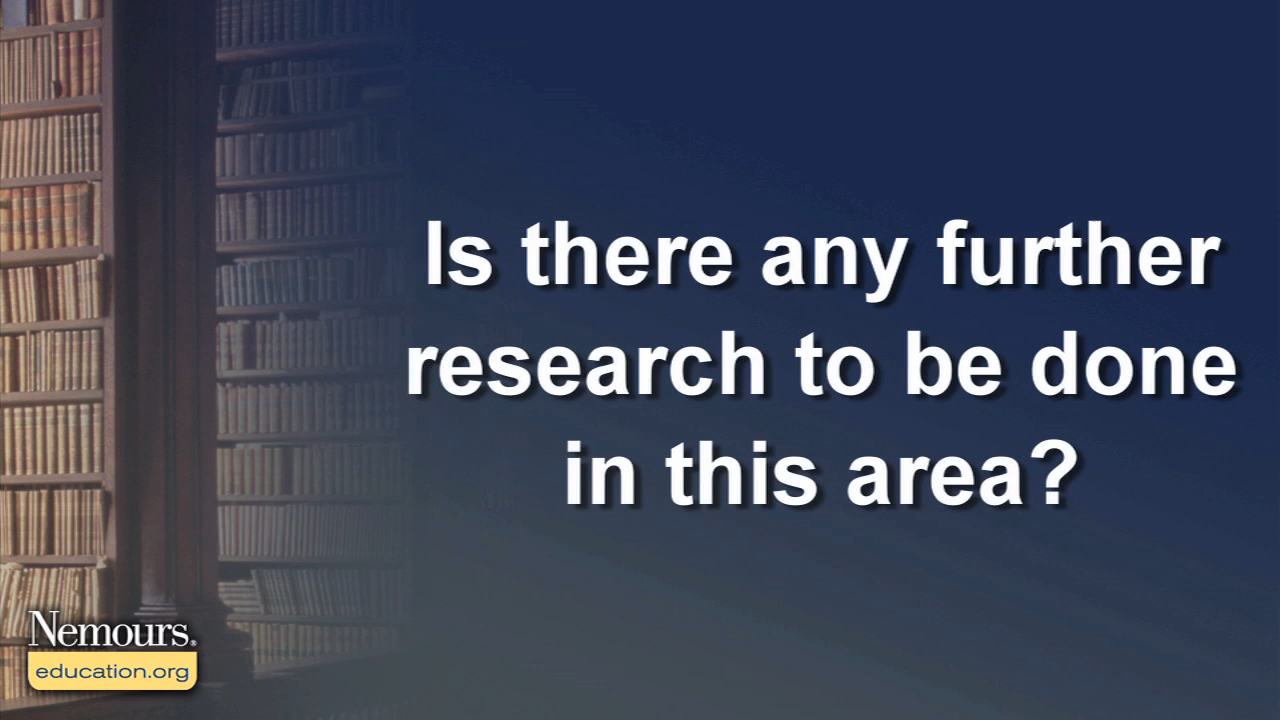 Is there any further
research to be done
in this area?
Nemours®
education.org